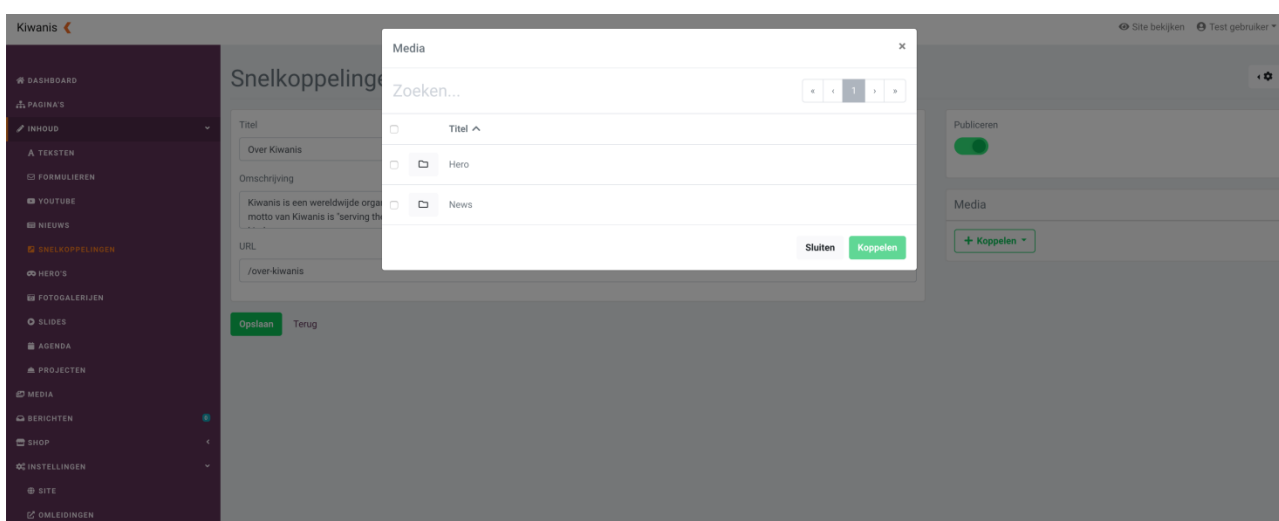 Kiwanis
Site bekijken
Test gebruiker
DASHBOARD
PAGINA'S
INHOUD
TEKSTEN
FORMULIEREN
YOUTUBE
NIEUWS
SNELKOPPELINGEN
HERO'S
FOTOGALERIJEN
SLIDES
AGENDA
PROJECTEN
MEDIA
BERICHTEN
SHOP
INSTELLINGEN
SITE
OMLEIDINGEN
Snelkoppelinge
Titel
Over Kiwanis
Omschrijving
Kiwanis is een wereldwijde orga
motto van Kiwanis is "serving the
URL
/over-kiwanis
Opslaan Terug
Media ×
Zoeken...
« ‹ 1 › »
Titel
Hero
News
Sluiten Koppelen
Publiceren
Media
+ Koppelen